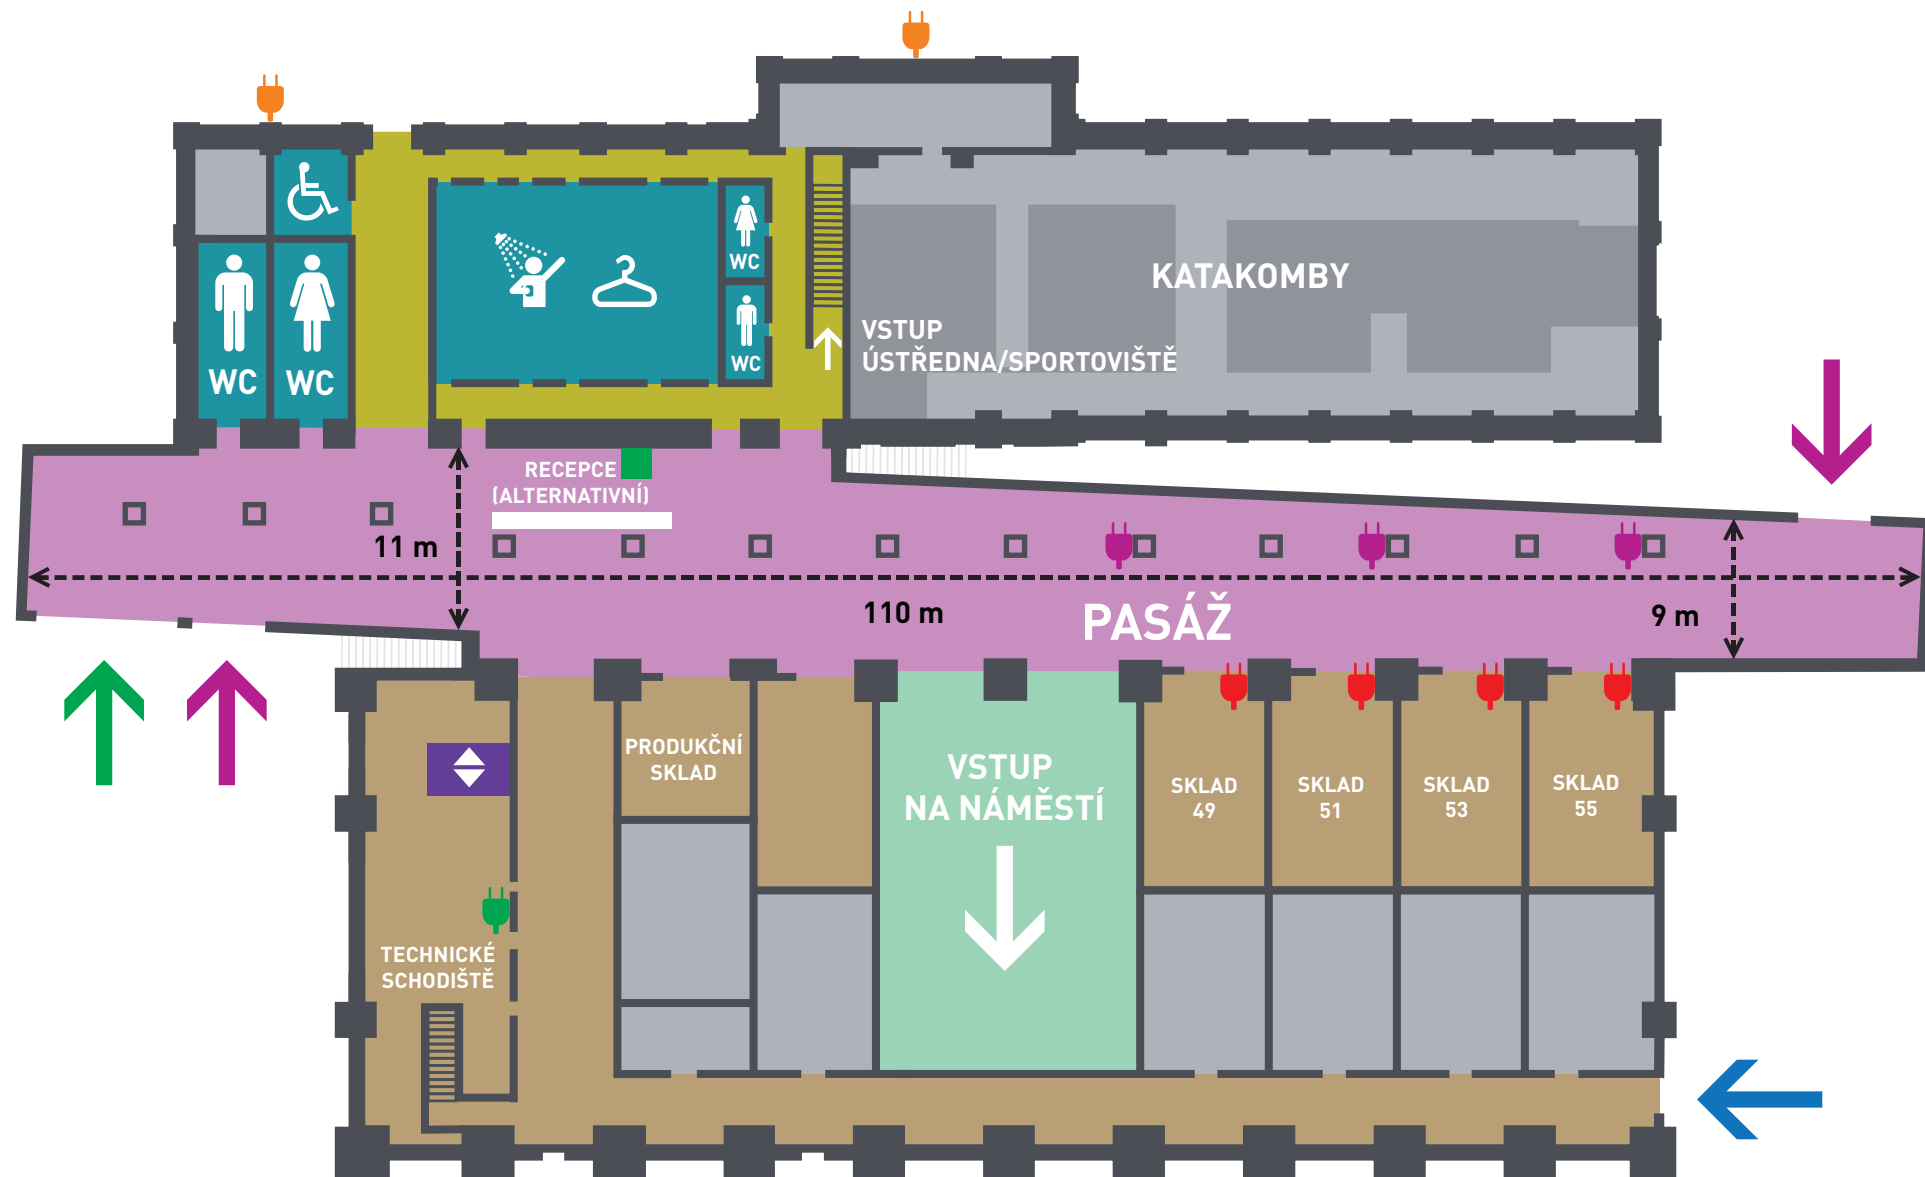 WC
WC
WC
WC
KATAKOMBY
VSTUP
ÚSTŘEDNA/SPORTOVIŠTĚ
RECEPCE
(ALTERNATIVNÍ)
11 m
110 m
PASÁŽ
9 m
PRODUKČNÍ
SKLAD
VSTUP
NA NÁMĚSTÍ
SKLAD
49
SKLAD
51
SKLAD
53
SKLAD
55
TECHNICKÉ
SCHODIŠTĚ